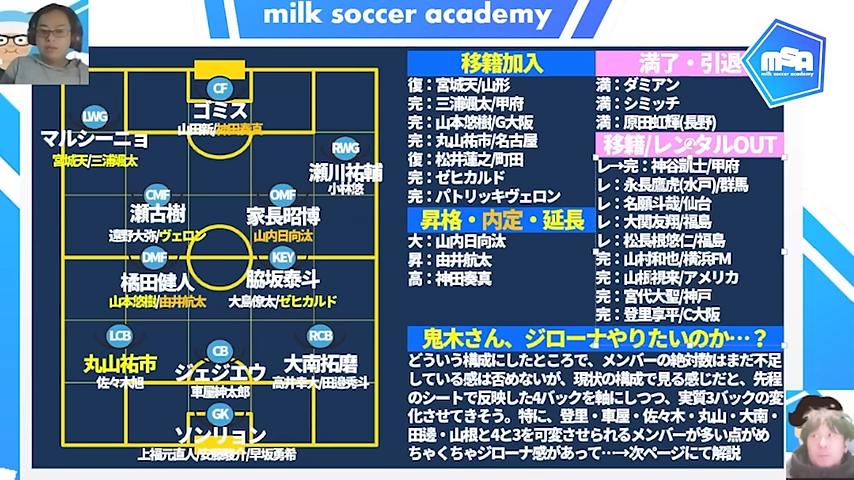 milk soccer academy
MSA
milk soccer academy
CF
ゴミス
山田新/神田奏真
LWG
マルシーニョ
宮城天/三浦颯太
RWG
瀬川祐輔
小林悠
CMF
瀬古樹
遠野大弥/ヴェロン
OMF
家長昭博
山内日向汰
DMF
橘田健人
山本悠樹/由井航太
KEY
脇坂泰斗
大島僚太/ゼヒカルド
LCB
丸山祐市
佐々木旭
CB
ジェジエウ
車屋紳太郎
RCB
大南拓磨
高井幸大/田邉秀斗
GK
ソンリョン
上福元直人/安藤駿介/早坂勇希
移籍加入
復：宮城天/山形
完：三浦颯太/甲府
完：山本悠樹/G大阪
完：丸山祐市/名古屋
復：松井蓮之/町田
完：ゼヒカルド
完：パトリッキヴェロン
昇格・内定・延長
大：山内日向汰
昇：由井航太
高：神田奏真
満了・引退
満：ダミアン
満：シミッチ
満：原田虹輝(長野)
移籍/レンタルOUT
レ→完：神谷凱士/甲府
レ：永長鷹虎(水戸)/群馬
レ：名願斗哉/仙台
レ：大関友翔/福島
レ：松長根悠仁/福島
完：山村和也/横浜FM
完：山根視来/アメリカ
完：宮代大聖/神戸
完：登里享平/C大阪
鬼木さん、ジローナやりたいのか…？
どういう構成にしたところで、メンバーの絶対数はまだ不足
している感は否めないが、現状の構成で見る感じだと、先程
のシートで反映した4バックを軸にしつつ、実質3バックの変
化させてきそう。特に、登里・車屋・佐々木・丸山・大南・
田邉・山根と4と3を可変させられるメンバーが多い点がめ
ちゃくちゃジローナ感があって…→次ページにて解説